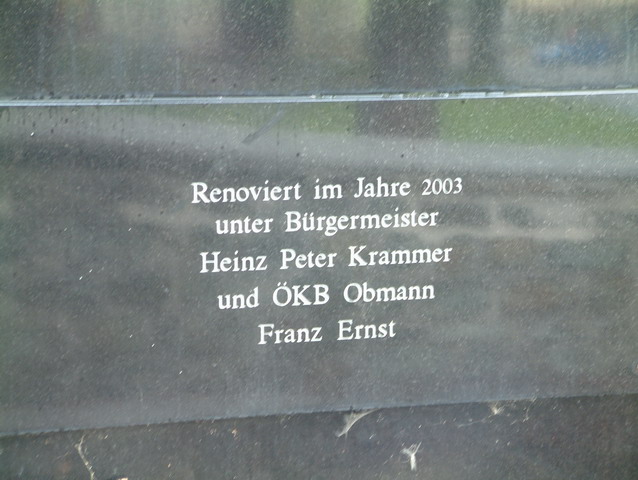 Renoviert im Jahre 2003
unter Bürgermeister
Heinz Peter Krammer
und ÖKB Obmann
Franz Ernst